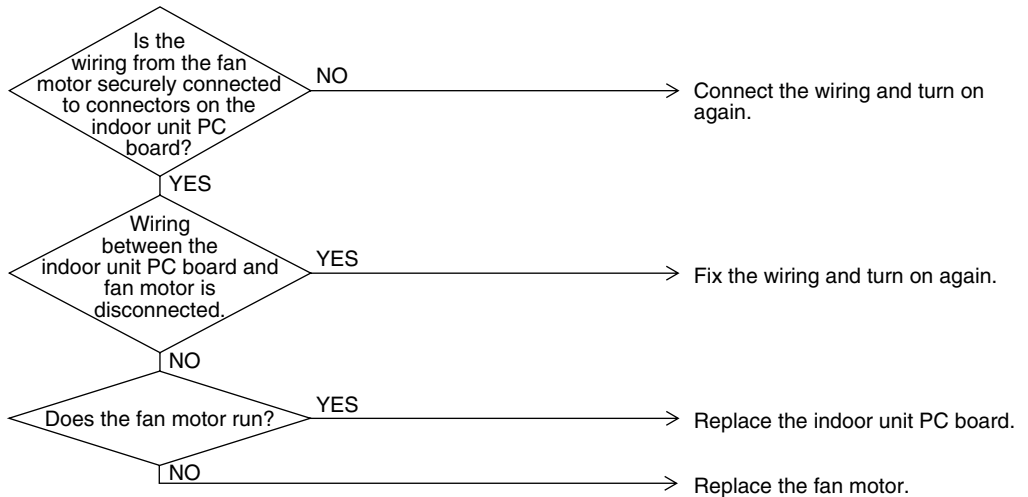 Is the
wiring from the fan
motor securely connected
to connectors on the
indoor unit PC
board?
NO
Connect the wiring and turn on
again.
YES
Wiring
between the
indoor unit PC board and
fan motor is
disconnected.
YES
Fix the wiring and turn on again.
NO
Does the fan motor run?
YES
Replace the indoor unit PC board.
NO
Replace the fan motor.